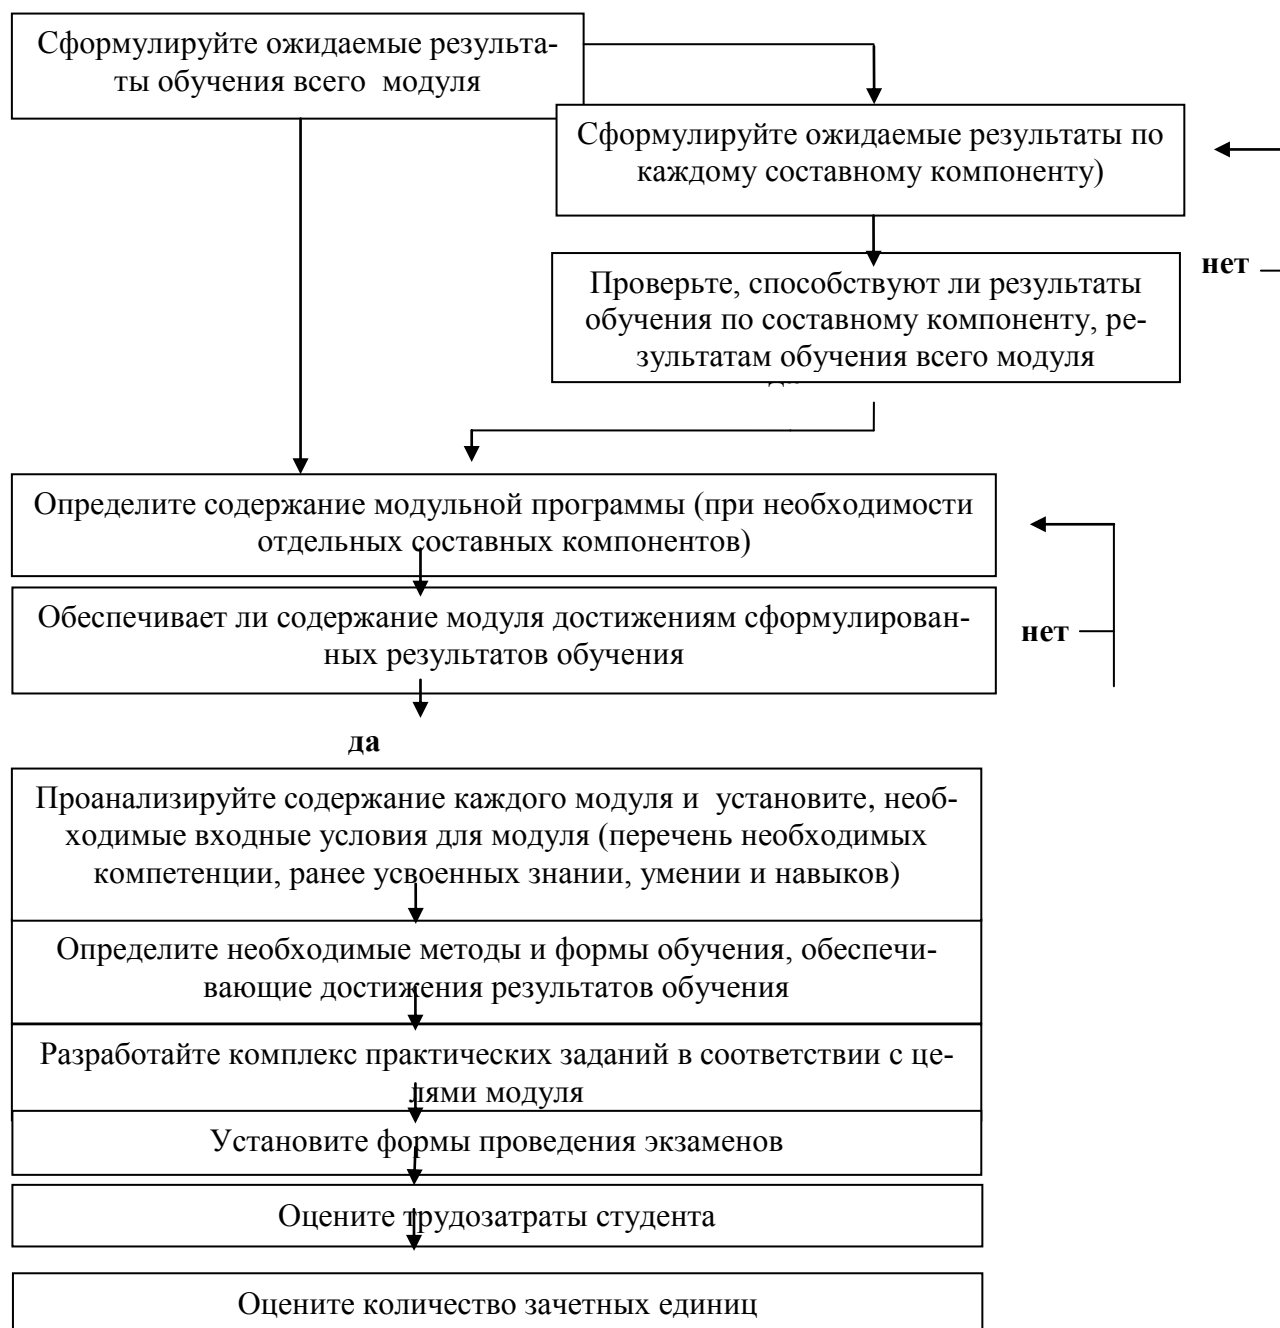 Сформулируйте ожидаемые результа-
ты обучения всего модуля
Сформулируйте ожидаемые результаты по
каждому составному компоненту)
нет
Проверьте, способствуют ли результаты
обучения по составному компоненту, ре-
зультатам обучения всего модуля
Определите содержание модульной программы (при необходимости
отдельных составных компонентов)
Обеспечивает ли содержание модуля достижениям сформулирован-
ных результатов обучения
нет
да
Проанализируйте содержание каждого модуля и установите, необ-
ходимые входные условия для модуля (перечень необходимых
компетенции, ранее усвоенных знании, умении и навыков)
Определите необходимые методы и формы обучения, обеспечи-
вающие достижения результатов обучения
Разработайте комплекс практических заданий в соответствии с це-
лями модуля
Установите формы проведения экзаменов
Оцените трудозатраты студента
Оцените количество зачетных единиц